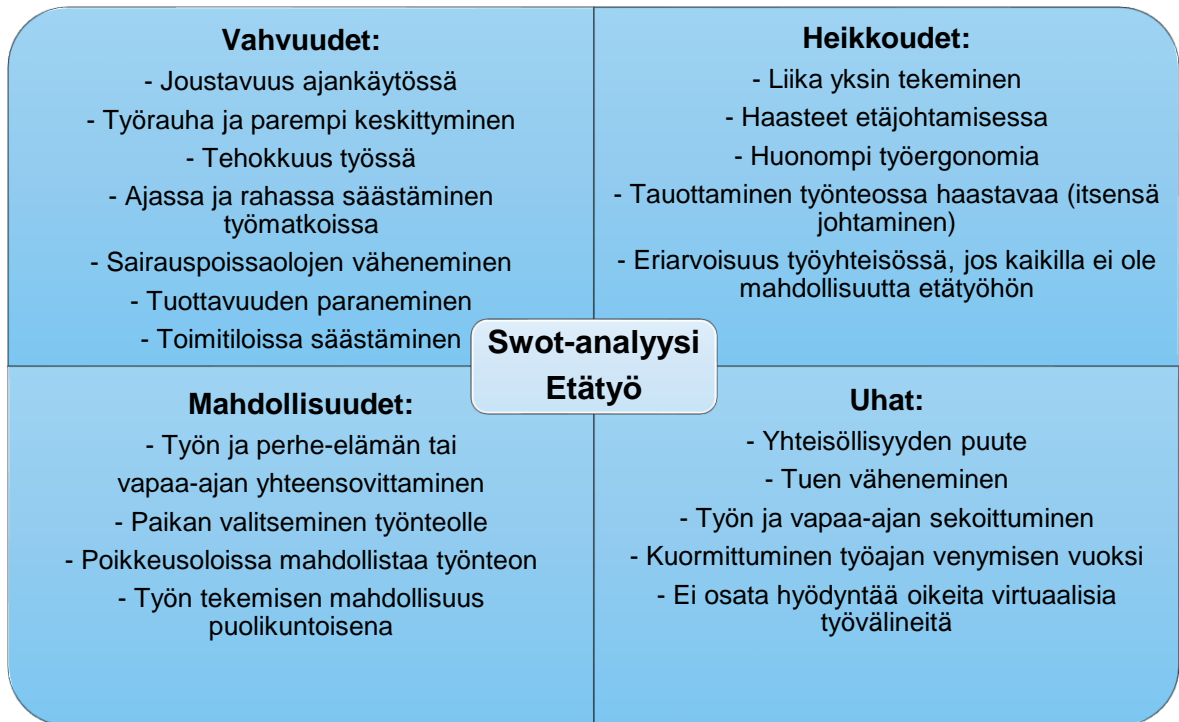 Vahvuudet:
- Joustavuus ajankäytössä
- Työrauha ja parempi keskittyminen
- Tehokkuus työssä
- Ajassa ja rahassa säästäminen
työmatkoissa
- Sairauspoissaolojen väheneminen
- Tuottavuuden paraneminen
- Toimitiloissa säästäminen
Heikkoudet:
- Liika yksin tekeminen
- Haasteet etäjohtamisessa
- Huonompi työergonomia
- Tauottaminen työnteossa haastavaa (itsensä
johtaminen)
- Eriarvoisuus työyhteisössä, jos kaikilla ei ole
mahdollisuutta etätyöhön
Swot-analyysi
Etätyö
Mahdollisuudet:
- Työn ja perhe-elämän tai
vapaa-ajan yhteensovittaminen
- Paikan valitseminen työnteolle
- Poikkeusoloissa mahdollistaa työnteon
- Työn tekemisen mahdollisuus
puolikuntoisena
Uhat:
- Yhteisöllisyyden puute
- Tuen väheneminen
- Työn ja vapaa-ajan sekoittuminen
- Kuormittuminen työajan venymisen vuoksi
- Ei osata hyödyntää oikeita virtuaalisia
työvälineitä